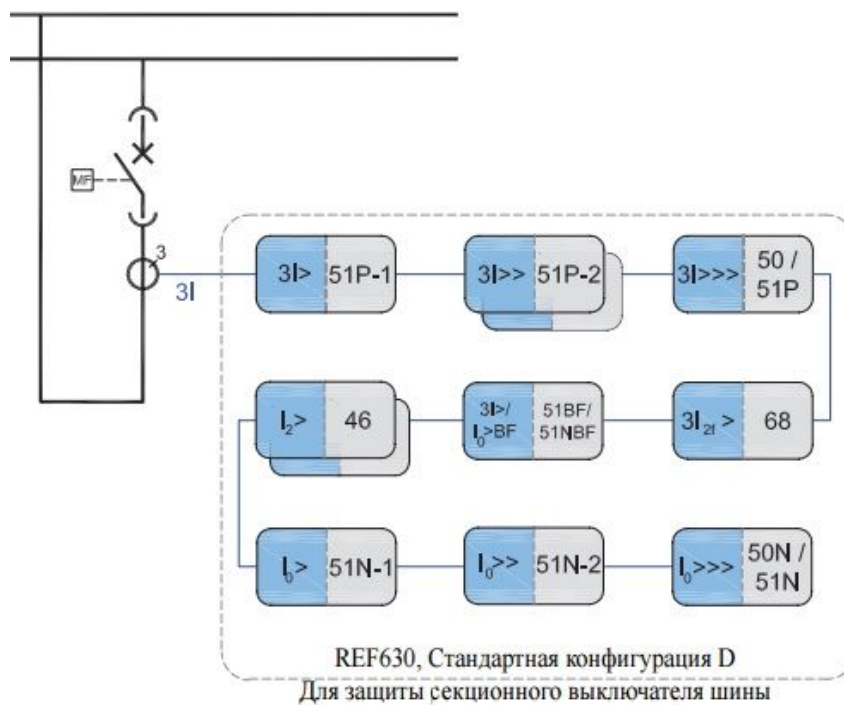 MF
3
3I
3I> 51P-1
3I>> 51P-2
3I>>> 50 /
51P
I2> 46
3I>/ 51BF/
I0>BF 51NBF
3I2f > 68
I0> 51N-1
I0>> 51N-2
I0>>> 50N /
51N
REF630, Стандартная конфигурация D
Для защиты секционного выключателя шины